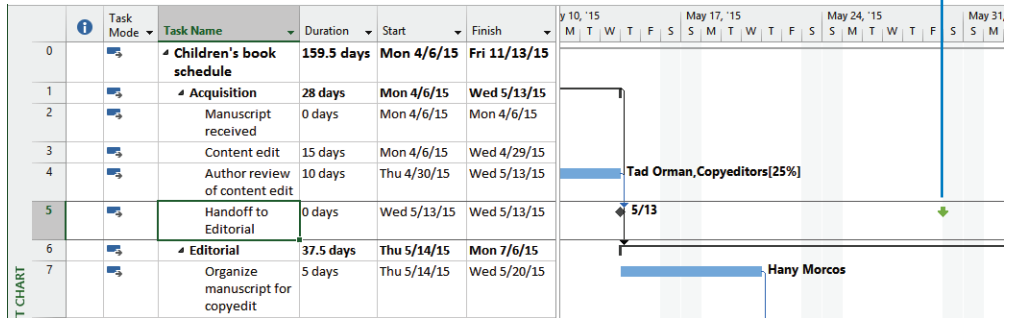 y 10, '15 May 17, '15 May 24, '15 May 31,
Task Mode Task Name Duration Start Finish M T W T F S S M T W T F S S M T W T F S S M
0 Children's book schedule 159.5 days Mon 4/6/15 Fri 11/13/15
1 Acquisition 28 days Mon 4/6/15 Wed 5/13/15
2 Manuscript received 0 days Mon 4/6/15 Mon 4/6/15
3 Content edit 15 days Mon 4/6/15 Wed 4/29/15
4 Author review of content edit 10 days Thu 4/30/15 Wed 5/13/15 Tad Orman,Copyeditors[25%]
5 Handoff to Editorial 0 days Wed 5/13/15 Wed 5/13/15 5/13
6 Editorial 37.5 days Thu 5/14/15 Mon 7/6/15
7 Organize manuscript for copyedit 5 days Thu 5/14/15 Wed 5/20/15 Hany Morcos
T CHART